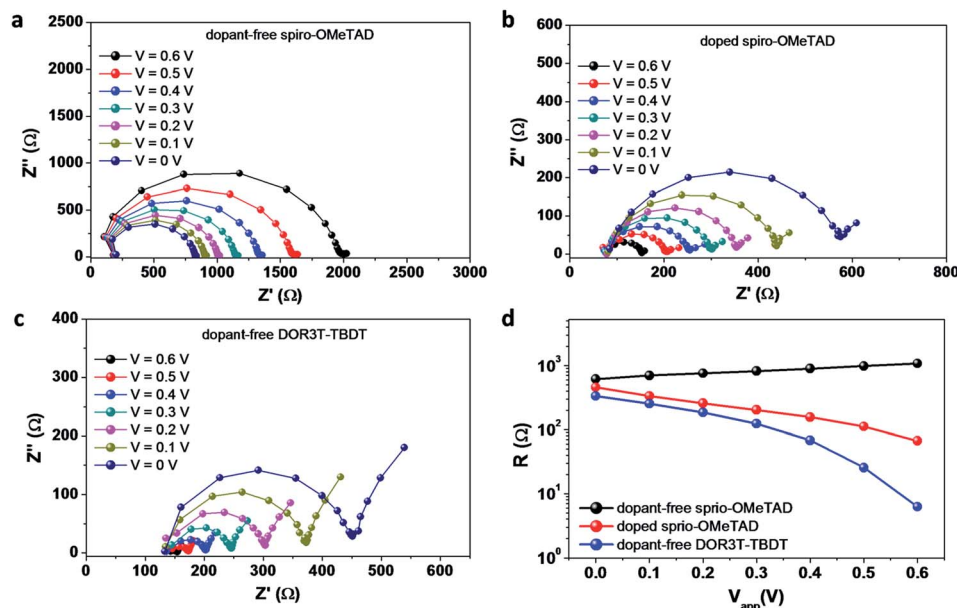 a
dopant-free spiro-OMeTAD
V = 0.6 V
V = 0.5 V
V = 0.4 V
V = 0.3 V
V = 0.2 V
V = 0.1 V
V = 0 V
2500
2000
1500
1000
500
0
Z'' (Ω)
0 500 1000 1500 2000 2500 3000
Z' (Ω)
b
doped spiro-OMeTAD
V = 0.6 V
V = 0.5 V
V = 0.4 V
V = 0.3 V
V = 0.2 V
V = 0.1 V
V = 0 V
600
500
400
300
200
100
0
Z'' (Ω)
0 200 400 600 800
Z' (Ω)
c
dopant-free DOR3T-TBDT
V = 0.6 V
V = 0.5 V
V = 0.4 V
V = 0.3 V
V = 0.2 V
V = 0.1 V
V = 0 V
400
300
200
100
0
Z'' (Ω)
0 100 200 300 400 500 600
Z' (Ω)
d
10³
10²
10¹
10⁰
R (Ω)
dopant-free sprio-OMeTAD
doped sprio-OMeTAD
dopant-free DOR3T-TBDT
0.0 0.1 0.2 0.3 0.4 0.5 0.6
V_app(V)